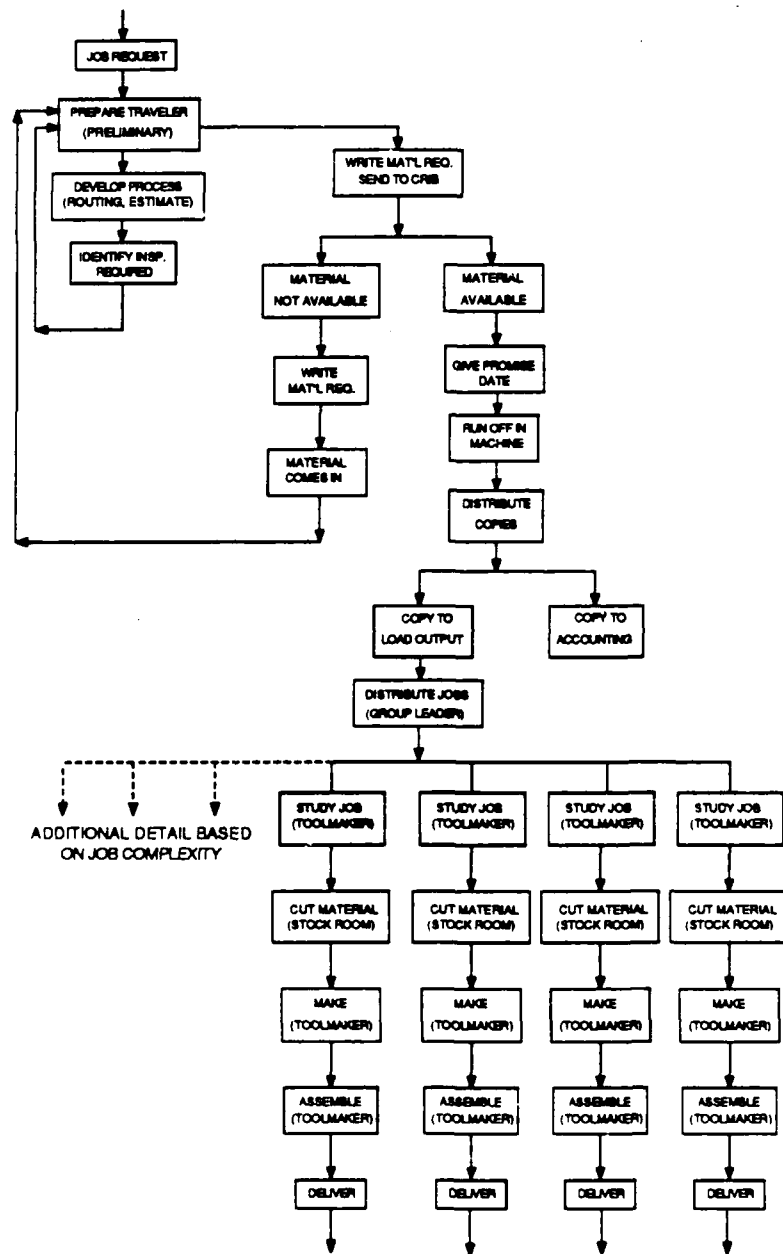 JOB REQUEST
PREPARE TRAVELER
(PRELIMINARY)
WRITE MAT'L REQ.
SEND TO CRIB
DEVELOP PROCESS
(ROUTING, ESTIMATE)
IDENTIFY INSP.
REQUIRED
MATERIAL
NOT AVAILABLE
MATERIAL
AVAILABLE
WRITE
MAT'L REQ.
GIVE PROMISE
DATE
RUN OFF IN
MACHINE
MATERIAL
COMES IN
DISTRIBUTE
COPIES
COPY TO
LOAD OUTPUT
COPY TO
ACCOUNTING
DISTRIBUTE JOBS
(GROUP LEADER)
ADDITIONAL DETAIL BASED
ON JOB COMPLEXITY
STUDY JOB
(TOOLMAKER)
STUDY JOB
(TOOLMAKER)
STUDY JOB
(TOOLMAKER)
STUDY JOB
(TOOLMAKER)
CUT MATERIAL
(STOCK ROOM)
CUT MATERIAL
(STOCK ROOM)
CUT MATERIAL
(STOCK ROOM)
CUT MATERIAL
(STOCK ROOM)
MAKE
(TOOLMAKER)
MAKE
(TOOLMAKER)
MAKE
(TOOLMAKER)
MAKE
(TOOLMAKER)
ASSEMBLE
(TOOLMAKER)
ASSEMBLE
(TOOLMAKER)
ASSEMBLE
(TOOLMAKER)
ASSEMBLE
(TOOLMAKER)
DELIVER
DELIVER
DELIVER
DELIVER